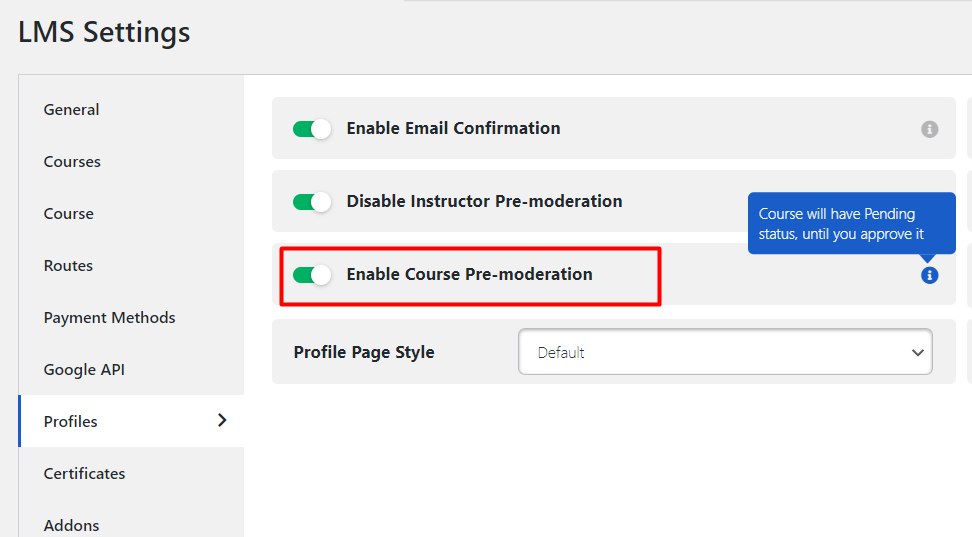 LMS Settings
General
Courses
Course
Routes
Payment Methods
Google API
Profiles
Certificates
Addons
Enable Email Confirmation
Disable Instructor Pre-moderation
Course will have Pending
status, until you approve it
Enable Course Pre-moderation
Profile Page Style
Default